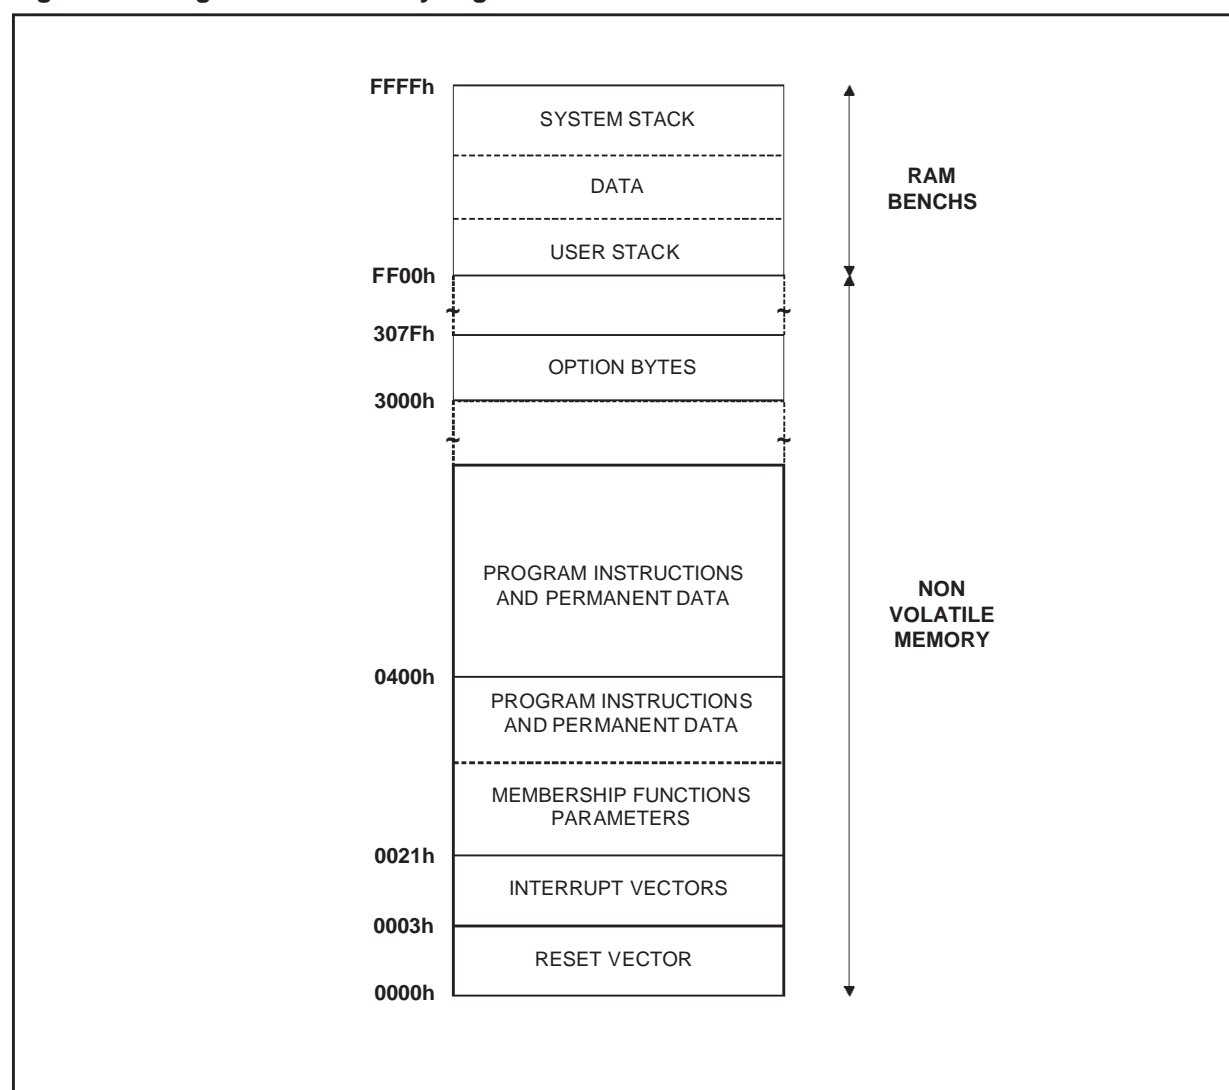 FFFFh
SYSTEM STACK
DATA
RAM
BENCHS
USER STACK
FF00h
307Fh
OPTION BYTES
3000h
PROGRAM INSTRUCTIONS
AND PERMANENT DATA
NON
VOLATILE
MEMORY
0400h
PROGRAM INSTRUCTIONS
AND PERMANENT DATA
MEMBERSHIP FUNCTIONS
PARAMETERS
0021h
INTERRUPT VECTORS
0003h
RESET VECTOR
0000h